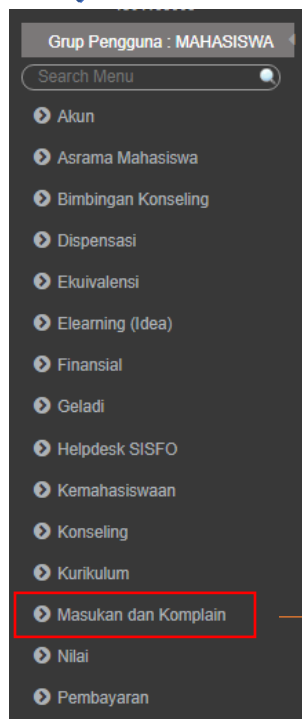 Grup Pengguna : MAHASISWA
Search Menu
Akun
Asrama Mahasiswa
Bimbingan Konseling
Dispensasi
Ekuivalensi
Elearning (Idea)
Finansial
Geladi
Helpdesk SISFO
Kemahasiswaan
Konseling
Kurikulum
Masukan dan Komplain
Nilai
Pembayaran